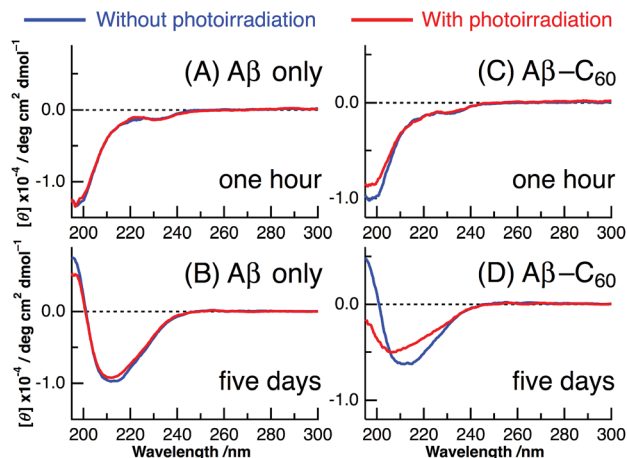 Without photoirradiation
With photoirradiation
[θ] x10⁻⁴ / deg cm² dmol⁻¹
0.0
-1.0
(A) Aβ only
one hour
200 220 240 260 280 300
0.0
-1.0
(C) Aβ–C₆₀
one hour
200 220 240 260 280 300
[θ] x10⁻⁴ / deg cm² dmol⁻¹
0.0
-1.0
(B) Aβ only
five days
200 220 240 260 280 300
Wavelength /nm
0.0
-1.0
(D) Aβ–C₆₀
five days
200 220 240 260 280 300
Wavelength /nm